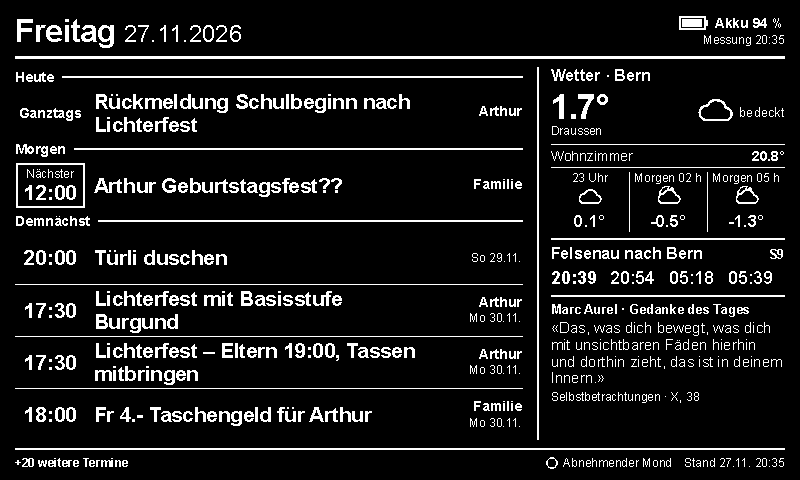 Freitag 27.11.2026
Akku 94 %
Messung 20:35
Heute
Ganztags
Rückmeldung Schulbeginn nach
Lichterfest
Arthur
Morgen
Nächster
12:00
Arthur Geburtstagsfest??
Familie
Demnächst
20:00
Türli duschen
So 29.11.
17:30
Lichterfest mit Basisstufe
Burgund
Arthur
Mo 30.11.
17:30
Lichterfest – Eltern 19:00, Tassen
mitbringen
Arthur
Mo 30.11.
18:00
Fr 4.- Taschengeld für Arthur
Familie
Mo 30.11.
+20 weitere Termine
Wetter · Bern
1.7°
Draussen
bedeckt
Wohnzimmer 20.8°
23 Uhr Morgen 02 h Morgen 05 h
0.1° -0.5° -1.3°
Felsenau nach Bern S9
20:39 20:54 05:18 05:39
Marc Aurel · Gedanke des Tages
«Das, was dich bewegt, was dich
mit unsichtbaren Fäden hierhin
und dorthin zieht, das ist in deinem
Innern.»
Selbstbetrachtungen · X, 38
Abnehmender Mond Stand 27.11. 20:35